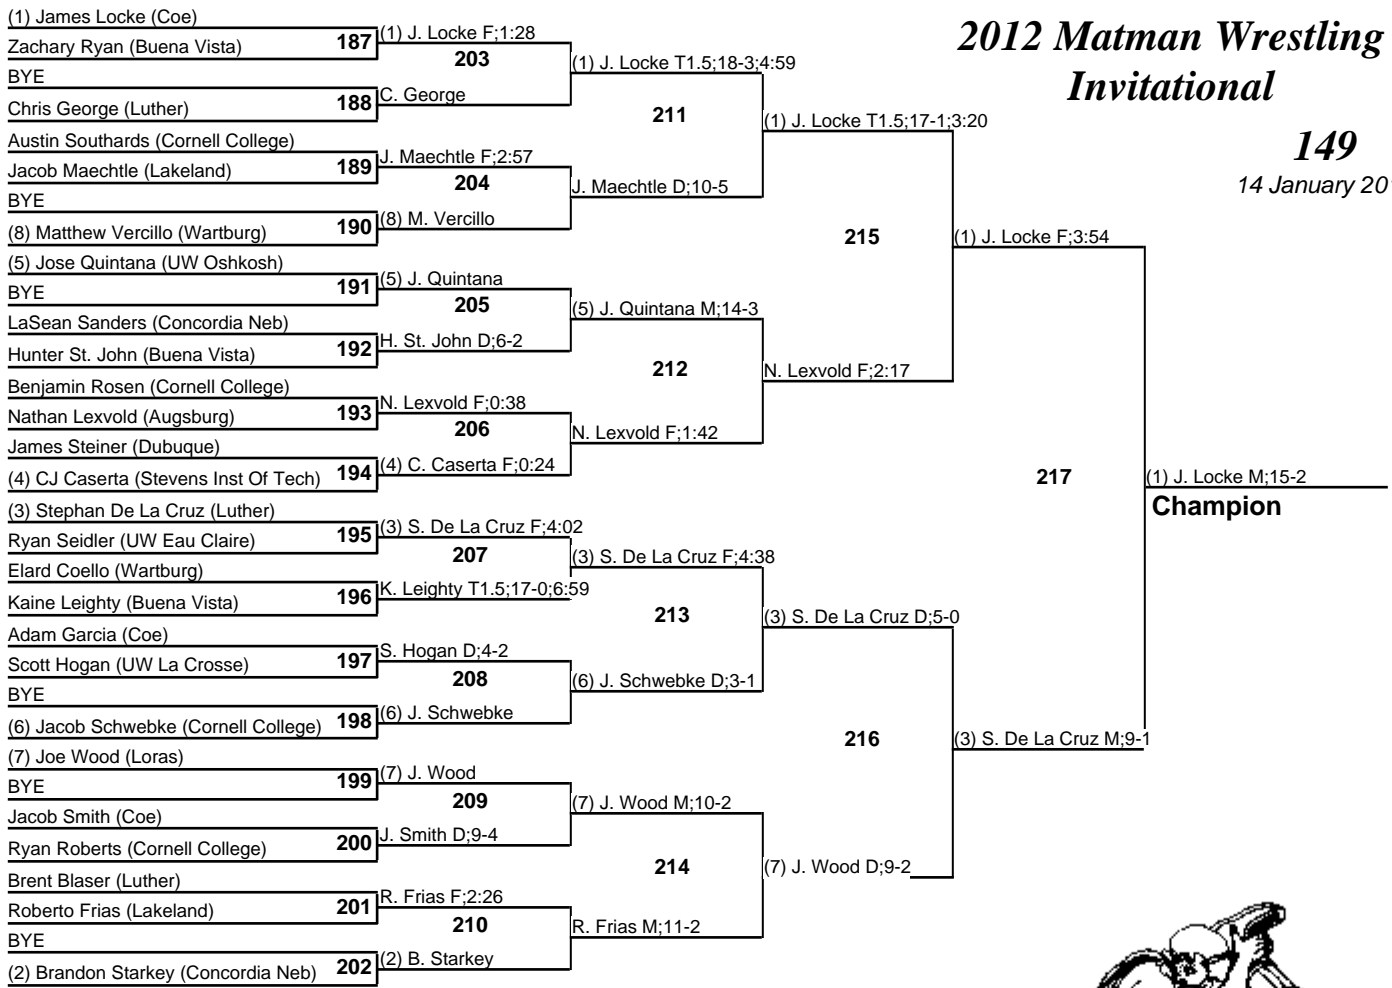 (1) James Locke (Coe)
Zachary Ryan (Buena Vista)
BYE
Chris George (Luther)
Austin Southards (Cornell College)
Jacob Maechtle (Lakeland)
BYE
(8) Matthew Vercillo (Wartburg)
(5) Jose Quintana (UW Oshkosh)
BYE
LaSean Sanders (Concordia Neb)
Hunter St. John (Buena Vista)
Benjamin Rosen (Cornell College)
Nathan Lexvold (Augsburg)
James Steiner (Dubuque)
(4) CJ Caserta (Stevens Inst Of Tech)
(3) Stephan De La Cruz (Luther)
Ryan Seidler (UW Eau Claire)
Elard Coello (Wartburg)
Kaine Leighty (Buena Vista)
Adam Garcia (Coe)
Scott Hogan (UW La Crosse)
BYE
(6) Jacob Schwebke (Cornell College)
(7) Joe Wood (Loras)
BYE
Jacob Smith (Coe)
Ryan Roberts (Cornell College)
Brent Blaser (Luther)
Roberto Frias (Lakeland)
BYE
(2) Brandon Starkey (Concordia Neb)
187
188
189
190
191
192
193
194
195
196
197
198
199
200
201
202
(1) J. Locke F;1:28
203
C. George
J. Maechtle F;2:57
204
(8) M. Vercillo
(5) J. Quintana
205
H. St. John D;6-2
N. Lexvold F;0:38
206
(4) C. Caserta F;0:24
(3) S. De La Cruz F;4:02
207
K. Leighty T1.5;17-0;6:59
S. Hogan D;4-2
208
(6) J. Schwebke
(7) J. Wood
209
J. Smith D;9-4
R. Frias F;2:26
210
(2) B. Starkey
(1) J. Locke T1.5;18-3;4:59
211
J. Maechtle D;10-5
(5) J. Quintana M;14-3
212
N. Lexvold F;1:42
(3) S. De La Cruz F;4:38
213
(6) J. Schwebke D;3-1
(7) J. Wood M;10-2
214
R. Frias M;11-2
(1) J. Locke T1.5;17-1;3:20
215
N. Lexvold F;2:17
(3) S. De La Cruz D;5-0
216
(7) J. Wood D;9-2
(1) J. Locke F;3:54
217
(3) S. De La Cruz M;9-1
(1) J. Locke M;15-2
Champion
2012 Matman Wrestling
Invitational
149
14 January 20